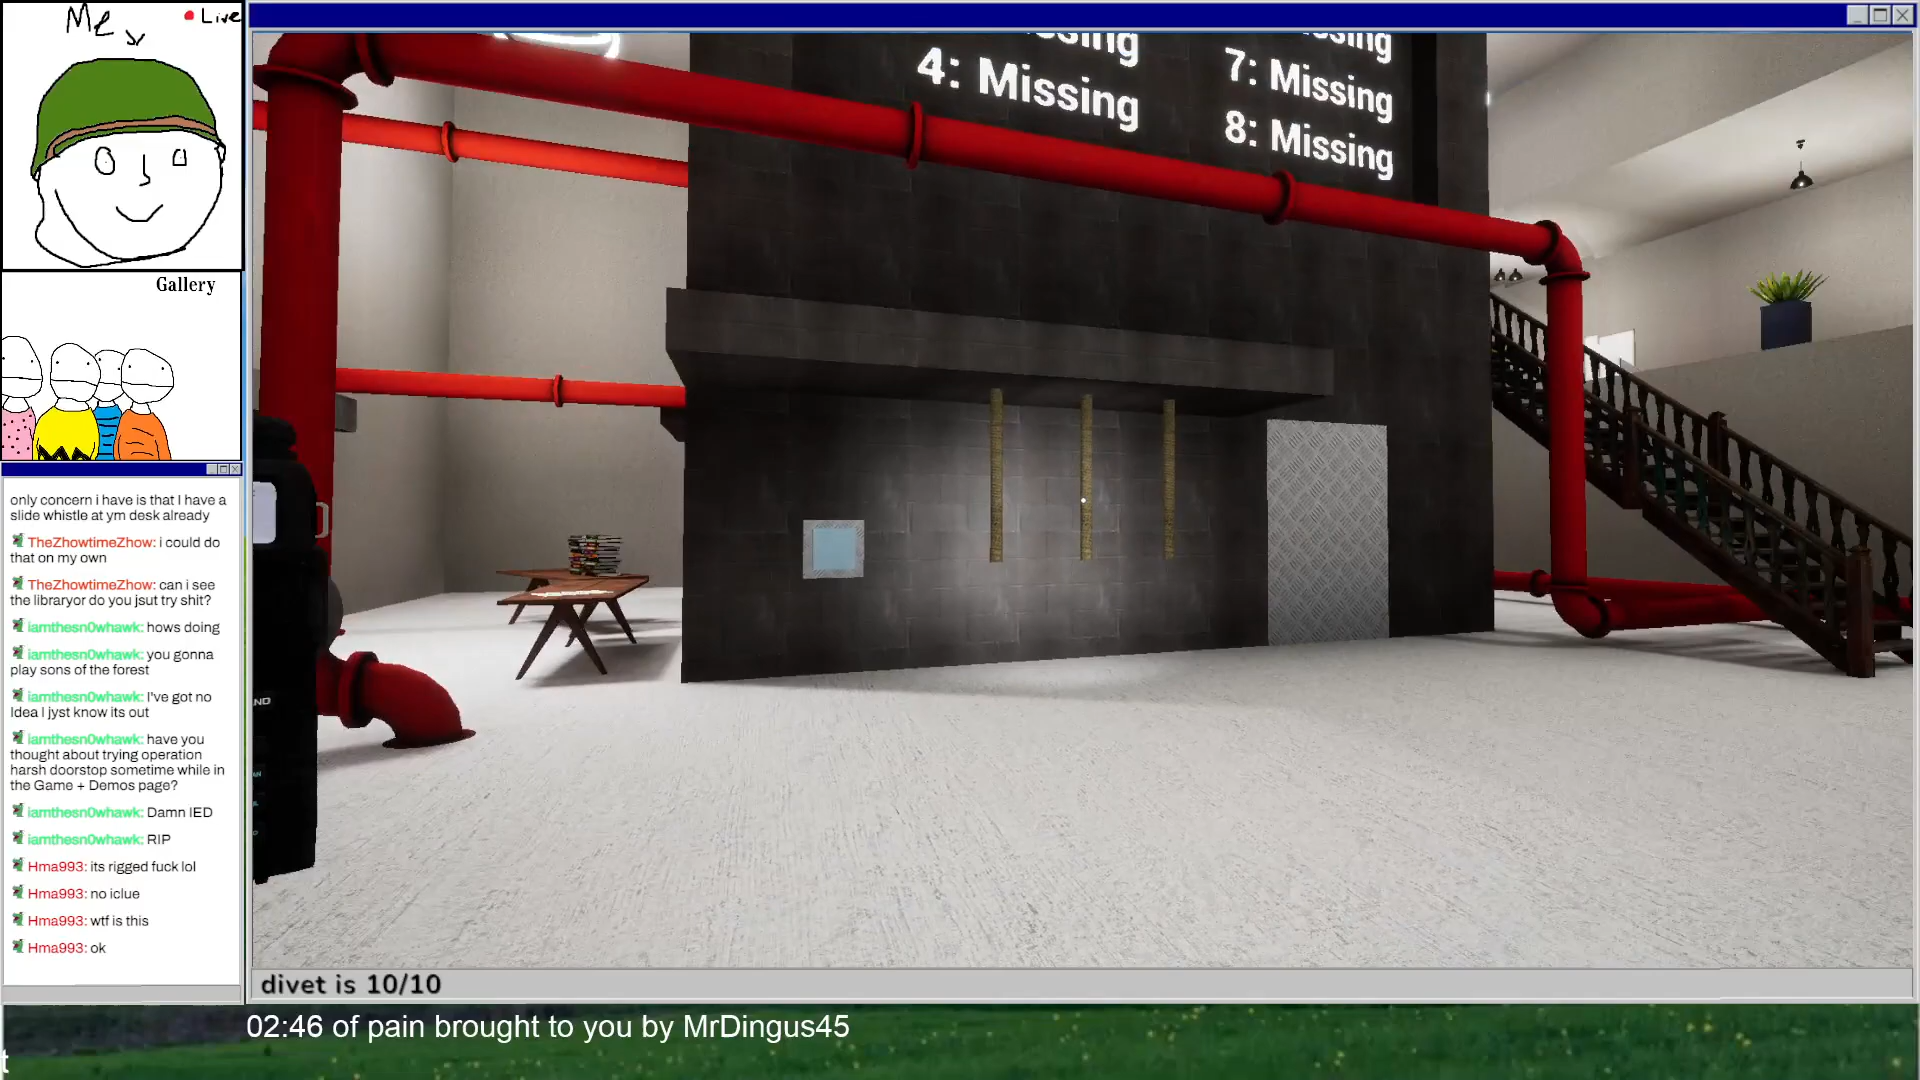 Me
Live
Gallery
only concern i have is that I have a
slide whistle at ym desk already
TheZhowtimeZhow: i could do
that on my own
TheZhowtimeZhow: can i see
the libraryor do you jsut try shit?
iamthesn0whawk: hows doing
iamthesn0whawk: you gonna
play sons of the forest
iamthesn0whawk: I've got no
Idea I jyst know its out
iamthesn0whawk: have you
thought about trying operation
harsh doorstop sometime while in
the Game + Demos page?
iamthesn0whawk: Damn IED
iamthesn0whawk: RIP
Hma993: its rigged fuck lol
Hma993: no iclue
Hma993: wtf is this
Hma993: ok
4: Missing
7: Missing
8: Missing
divet is 10/10
02:46 of pain brought to you by MrDingus45
t